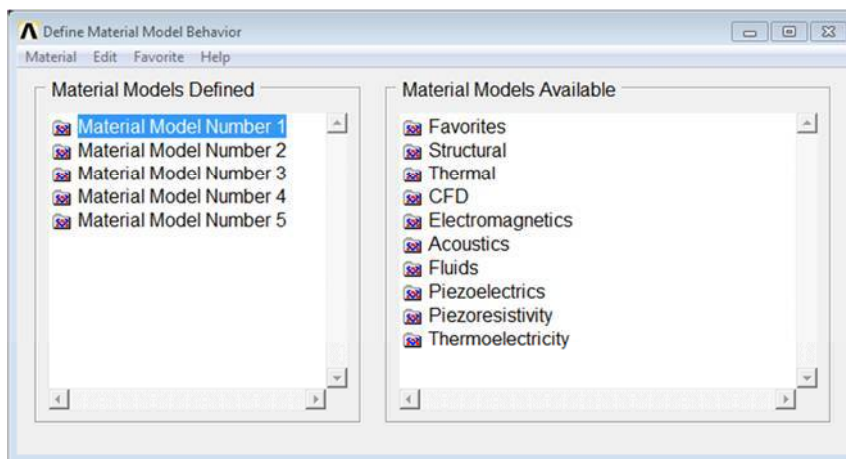 Define Material Model Behavior
Material Edit Favorite Help
Material Models Defined
Material Model Number 1
Material Model Number 2
Material Model Number 3
Material Model Number 4
Material Model Number 5
Material Models Available
Favorites
Structural
Thermal
CFD
Electromagnetics
Acoustics
Fluids
Piezoelectrics
Piezoresistivity
Thermoelectricity